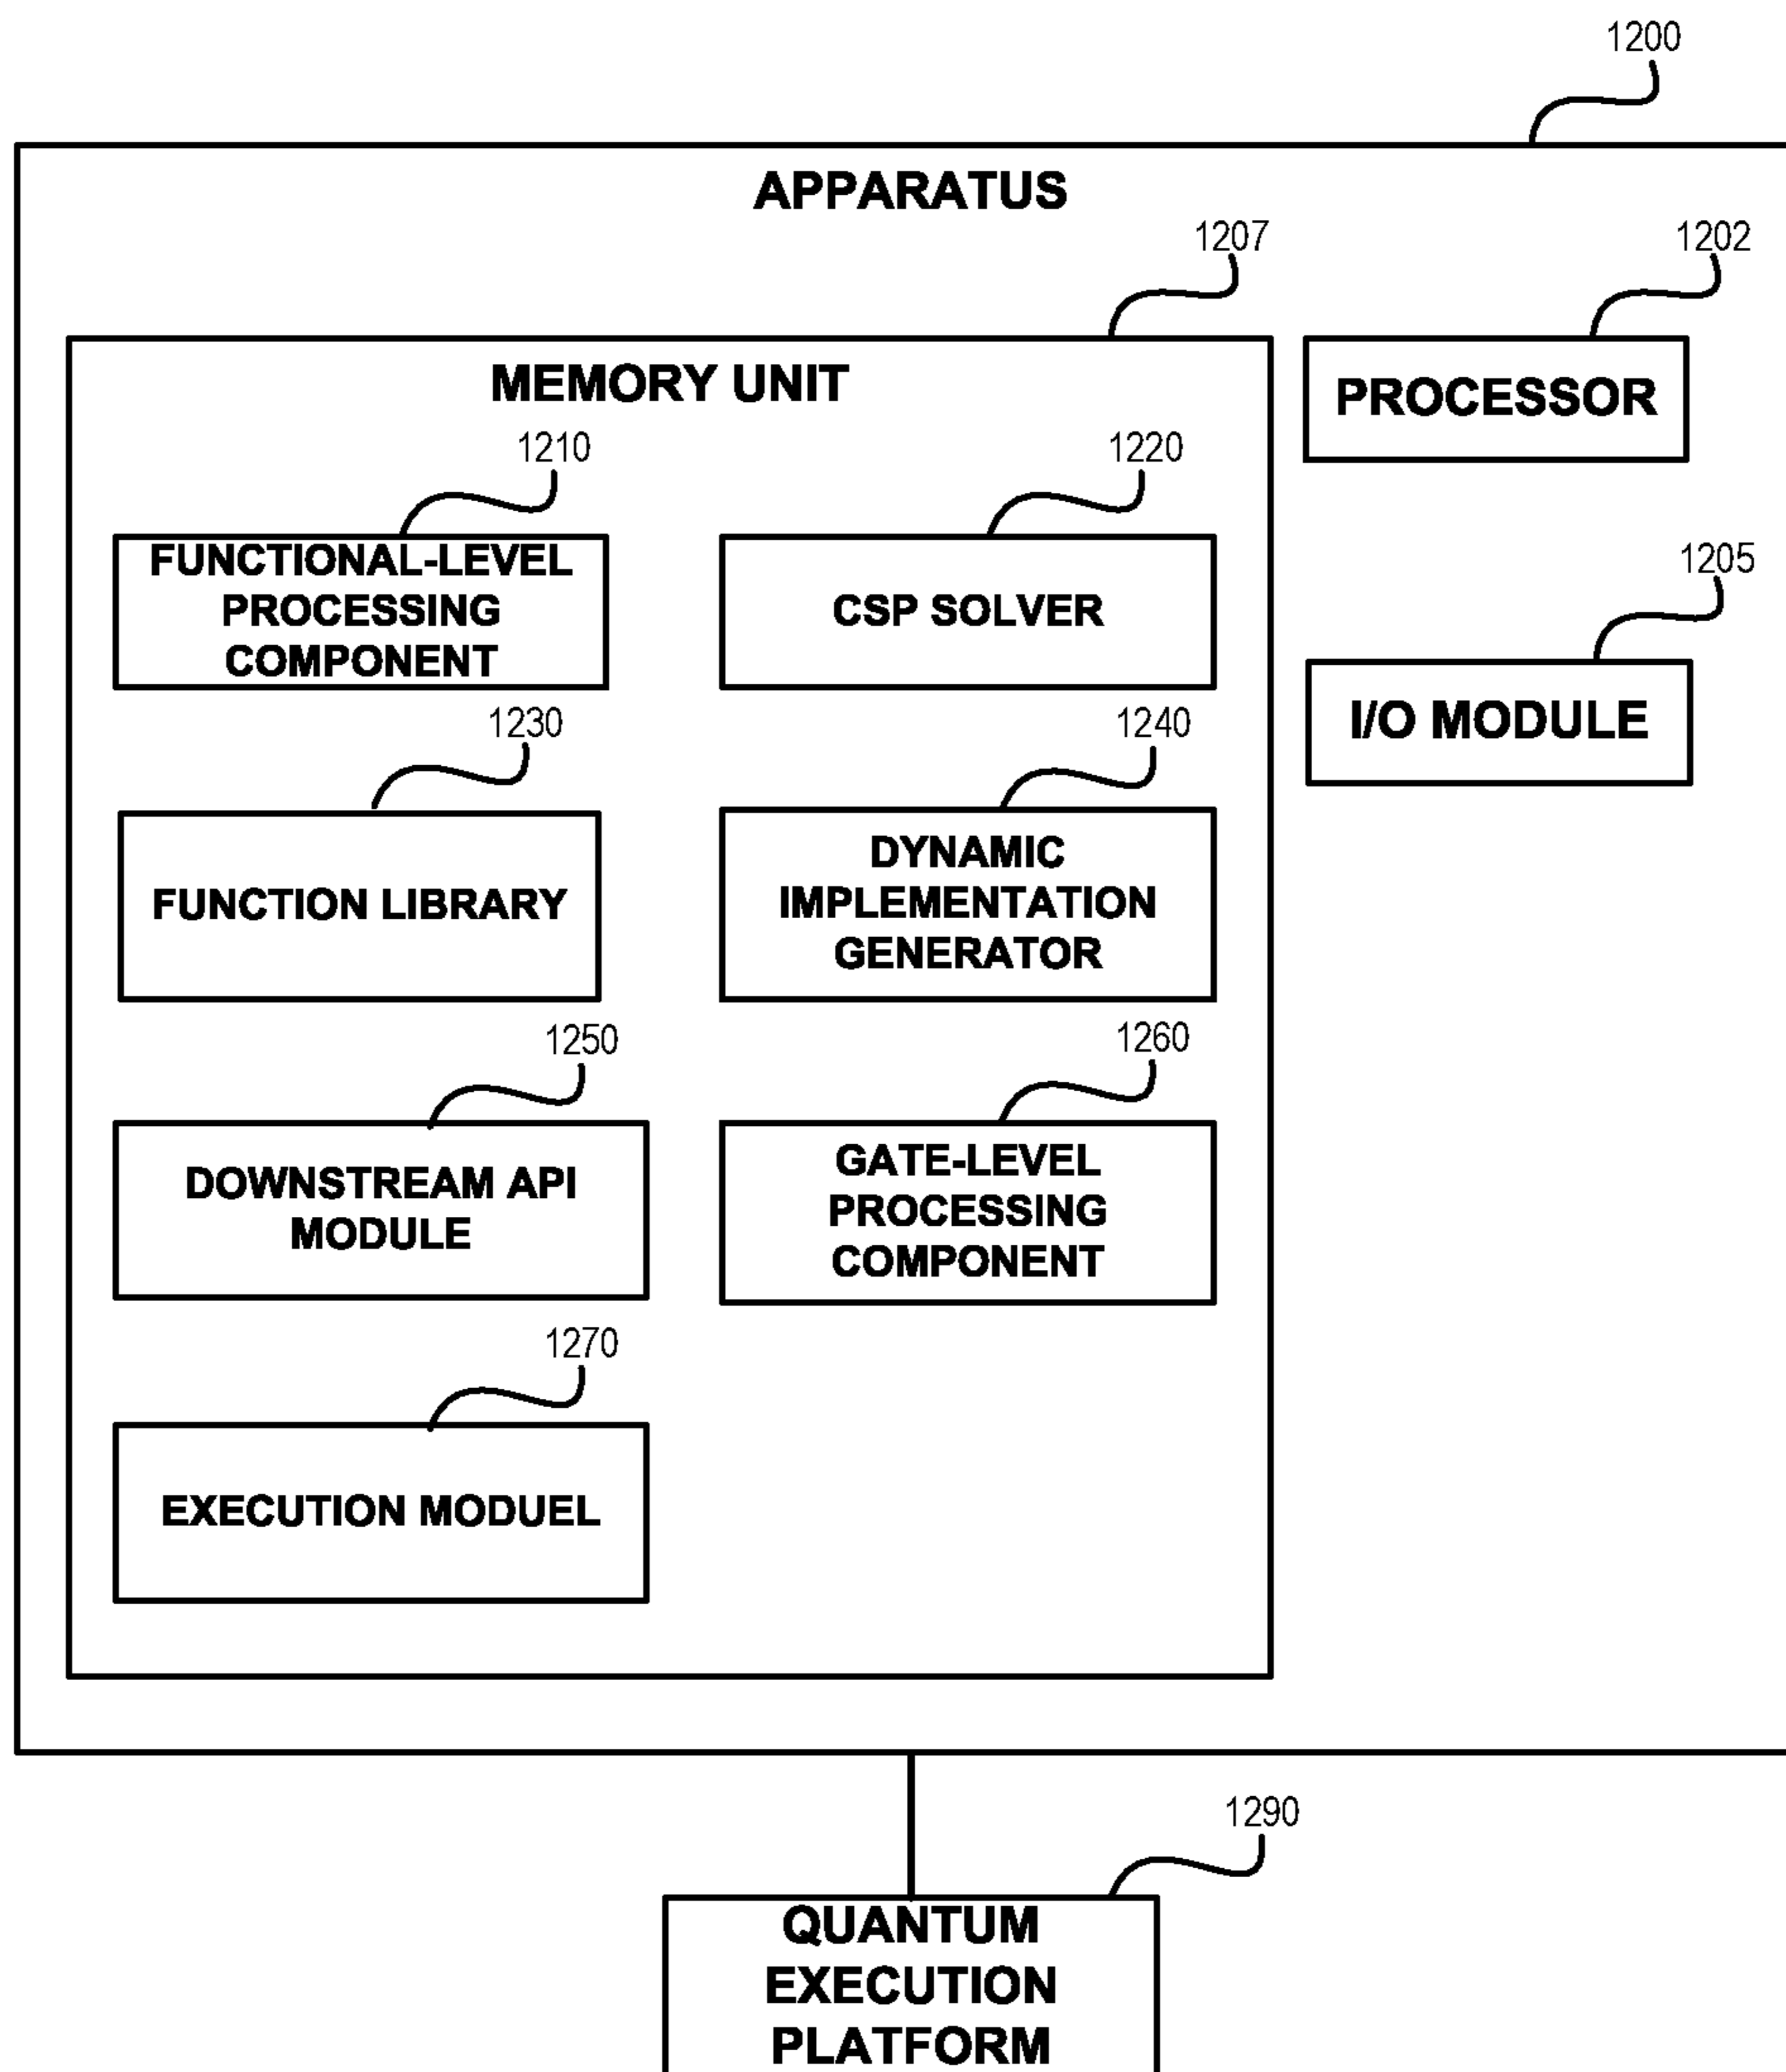 1200
APPARATUS
1207
1202
MEMORY UNIT
PROCESSOR
1210
1220
FUNCTIONAL-LEVEL
PROCESSING
COMPONENT
CSP SOLVER
1205
I/O MODULE
1230
1240
FUNCTION LIBRARY
DYNAMIC
IMPLEMENTATION
GENERATOR
1250
1260
DOWNSTREAM API
MODULE
GATE-LEVEL
PROCESSING
COMPONENT
1270
EXECUTION MODUEL
1290
QUANTUM
EXECUTION
PLATFORM